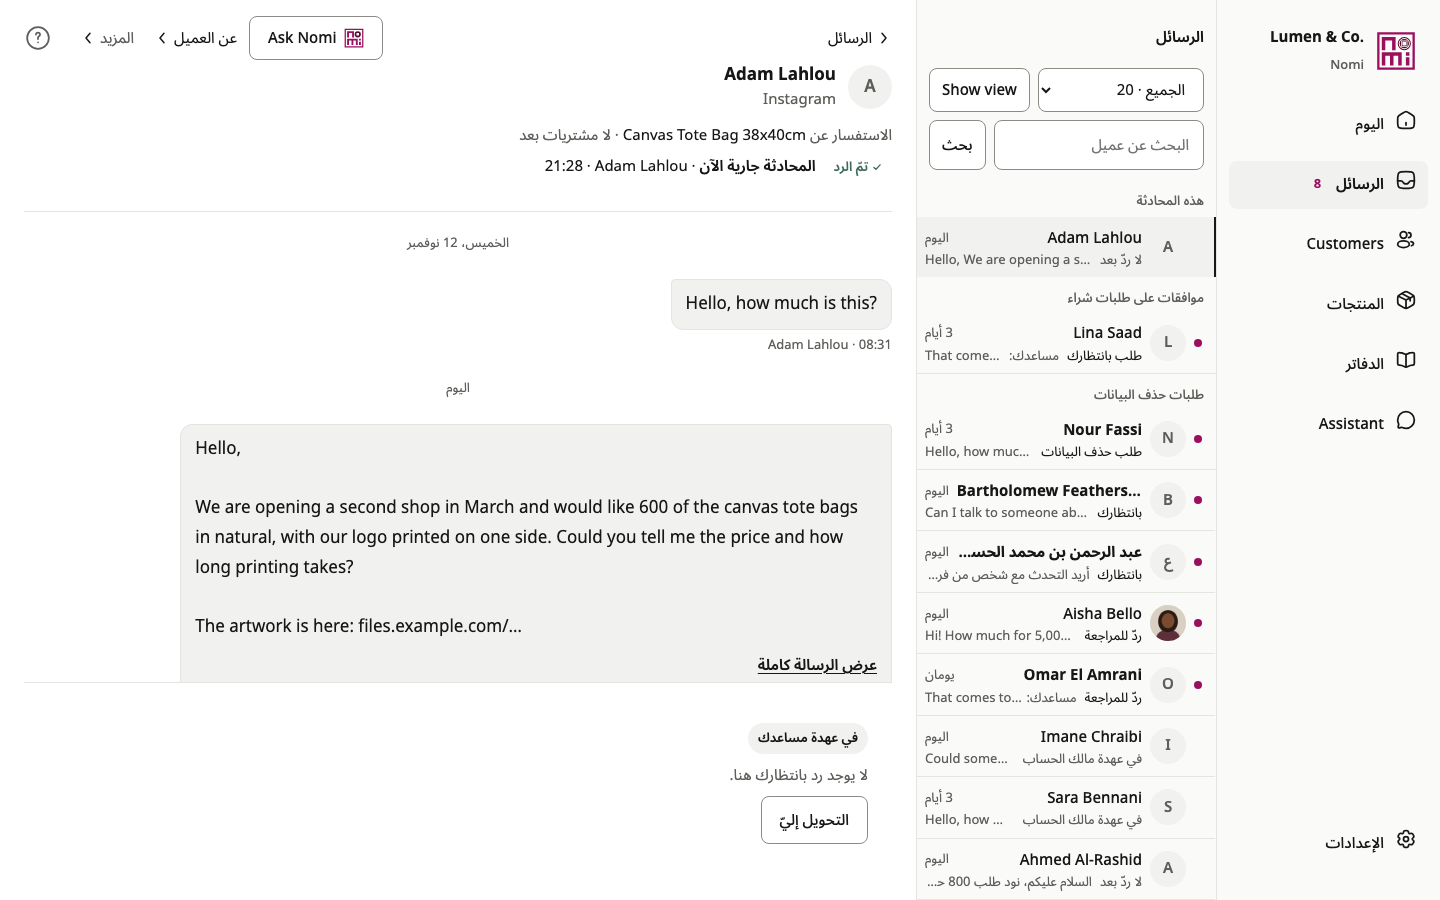 Lumen & Co.
Nomi
اليوم
الرسائل 8
Customers
المنتجات
الدفاتر
Assistant
الإعدادات
الرسائل
الجميع · 20
Show view
البحث عن عميل
بحث
هذه المحادثة
A
Adam Lahlou اليوم
لا ردّ بعد Hello, We are opening a s...
موافقات على طلبات شراء
L
Lina Saad 3 أيام
طلب بانتظارك مساعدك: That come...
طلبات حذف البيانات
N
Nour Fassi 3 أيام
طلب حذف البيانات Hello, how muc...
B
Bartholomew Feathers... اليوم
بانتظارك Can I talk to someone ab...
ع
عبد الرحمن بن محمد الحسـ... اليوم
بانتظارك أريد التحدث مع شخص من فر...
Aisha Bello اليوم
ردّ للمراجعة Hi! How much for 5,00...
O
Omar El Amrani يومان
ردّ للمراجعة مساعدك: That comes to...
I
Imane Chraibi اليوم
في عهدة مالك الحساب Could some...
S
Sara Bennani 3 أيام
في عهدة مالك الحساب Hello, how ...
A
Ahmed Al-Rashid اليوم
لا ردّ بعد السلام عليكم، نود طلب 800 حـ...
الرسائل
Ask Nomi
عن العميل
المزيد
?
A
Adam Lahlou
Instagram
الاستفسار عن Canvas Tote Bag 38x40cm · لا مشتريات بعد
تمّ الرد المحادثة جارية الآن · Adam Lahlou · 21:28
الخميس، 12 نوفمبر
Hello, how much is this?
Adam Lahlou · 08:31
اليوم
Hello,
We are opening a second shop in March and would like 600 of the canvas tote bags
in natural, with our logo printed on one side. Could you tell me the price and how
long printing takes?
The artwork is here: files.example.com/...
عرض الرسالة كاملة
في عهدة مساعدك
لا يوجد رد بانتظارك هنا.
التحويل إليّ